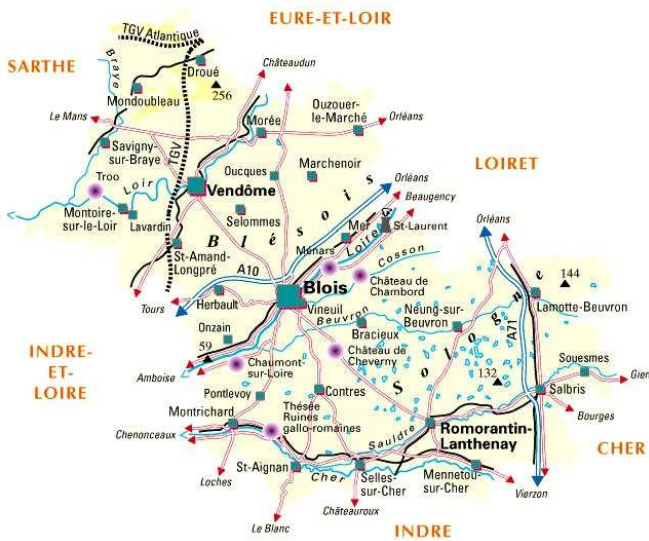 EURE-ET-LOIR
TGV Atlantique
SARTHE
Braye
Droué
Châteaudun
Mondoubleau
256
Ouzouer-
le-Marché
Le Mans
Morée
Orléans
Savigny-
sur-Braye
TGV
Oucques
Marchenoir
LOIRET
Troo
Loir
Vendôme
Orléans
Beaugency
Montoire-
sur-le-Loir
Lavardin
Selommes
Blésois
Mer
Loire
St-Laurent
Orléans
St-Amand-
Longpré
Ménars
Cosson
A10
Blois
Château de
Chambord
144
Tours
Herbault
Vineuil
Beuvron
Neung-sur-
Beuvron
Lamotte-Beuvron
Onzain
Bracieux
Sologne
A71
INDRE-
ET-
LOIRE
59
Château de
Cheverny
Souesmes
Amboise
Chaumont-
sur-Loire
132
Gien
Pontlevoy
Contres
Salbris
Montrichard
Thésée
Ruines
gallo-romaines
Bourges
Chenonceaux
Sauldre
Romorantin-
Lanthenay
CHER
Loches
St-Aignan
Cher
Selles-
sur-Cher
Mennetou-
sur-Cher
Vierzon
Le Blanc
Châteauroux
INDRE